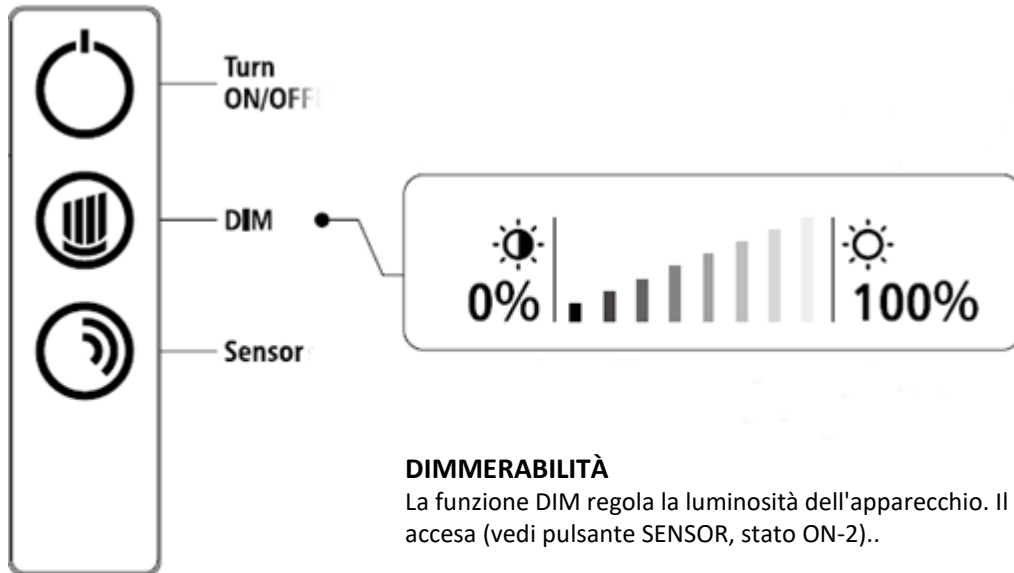 Turn
ON/OFF
DIM
0%
100%
Sensor
DIMMERABILITÀ
La funzione DIM regola la luminosità dell'apparecchio. Il
accesa (vedi pulsante SENSOR, stato ON-2)..